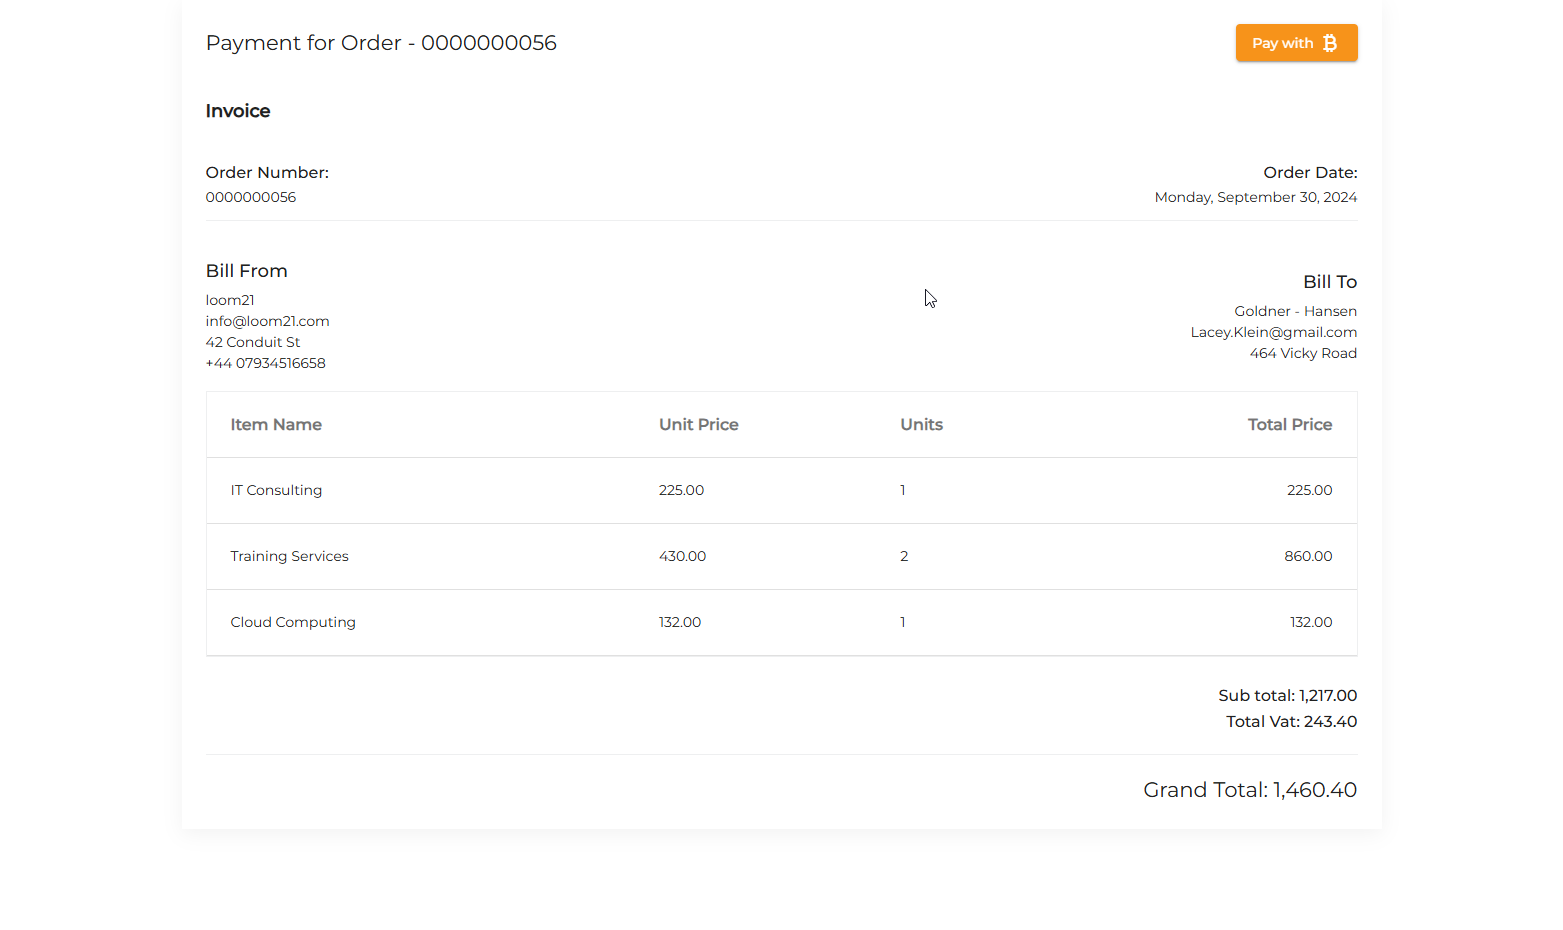 Payment for Order - 0000000056
Pay with
Invoice
Order Number:
0000000056
Order Date:
Monday, September 30, 2024
Bill From
loom21
info@loom21.com
42 Conduit St
+44 07934516658
Bill To
Goldner - Hansen
Lacey.Klein@gmail.com
464 Vicky Road
Item Name Unit Price Units Total Price
IT Consulting 225.00 1 225.00
Training Services 430.00 2 860.00
Cloud Computing 132.00 1 132.00
Sub total: 1,217.00
Total Vat: 243.40
Grand Total: 1,460.40